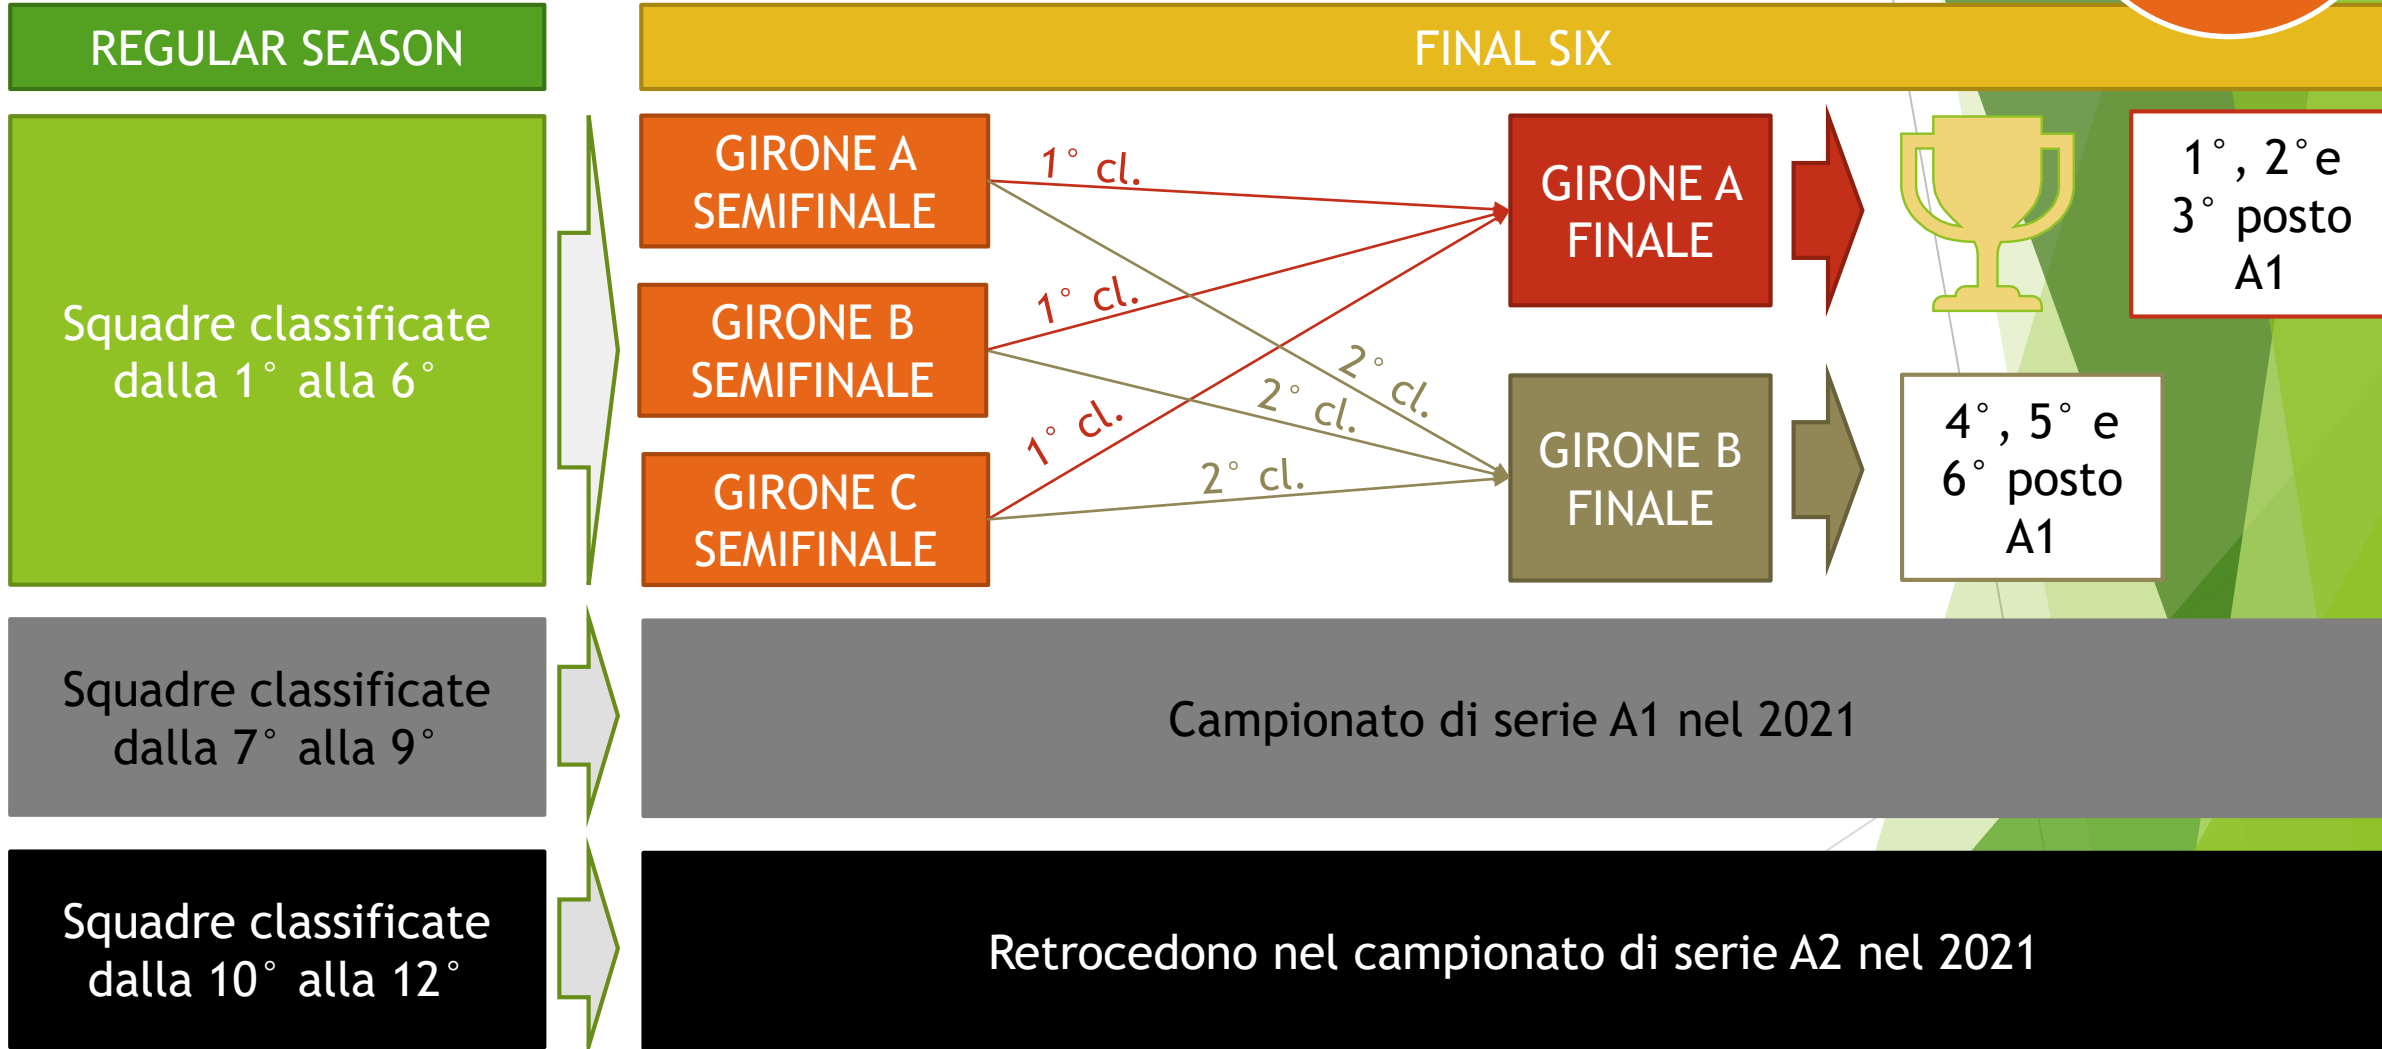 REGULAR SEASON
FINAL SIX
Squadre classificate
dalla 1° alla 6°
GIRONE A
SEMIFINALE
GIRONE B
SEMIFINALE
GIRONE C
SEMIFINALE
1° cl.
1° cl.
1° cl.
2° cl.
2° cl.
2° cl.
GIRONE A
FINALE
GIRONE B
FINALE
1°, 2°e
3° posto
A1
4°, 5° e
6° posto
A1
Squadre classificate
dalla 7° alla 9°
Campionato di serie A1 nel 2021
Squadre classificate
dalla 10° alla 12°
Retrocedono nel campionato di serie A2 nel 2021